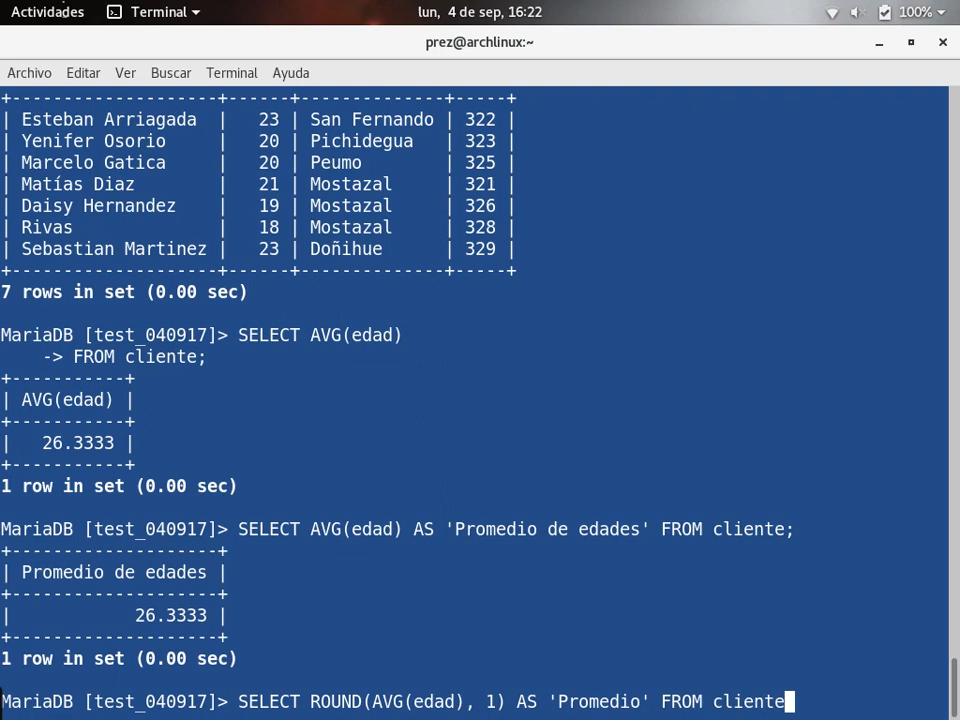 Actividades Terminal lun, 4 de sep, 16:22 100%
prez@archlinux:~
Archivo Editar Ver Buscar Terminal Ayuda
+--------------------+------+--------------+-----+
| Esteban Arriagada  |   23 | San Fernando | 322 |
| Yenifer Osorio     |   20 | Pichidegua   | 323 |
| Marcelo Gatica     |   20 | Peumo        | 325 |
| Matías Diaz        |   21 | Mostazal     | 321 |
| Daisy Hernandez    |   19 | Mostazal     | 326 |
| Rivas              |   18 | Mostazal     | 328 |
| Sebastian Martinez |   23 | Doñihue      | 329 |
+--------------------+------+--------------+-----+
7 rows in set (0.00 sec)
MariaDB [test_040917]> SELECT AVG(edad)
    -> FROM cliente;
+-----------+
| AVG(edad) |
+-----------+
|   26.3333 |
+-----------+
1 row in set (0.00 sec)
MariaDB [test_040917]> SELECT AVG(edad) AS 'Promedio de edades' FROM cliente;
+--------------------+
| Promedio de edades |
+--------------------+
|            26.3333 |
+--------------------+
1 row in set (0.00 sec)
MariaDB [test_040917]> SELECT ROUND(AVG(edad), 1) AS 'Promedio' FROM cliente